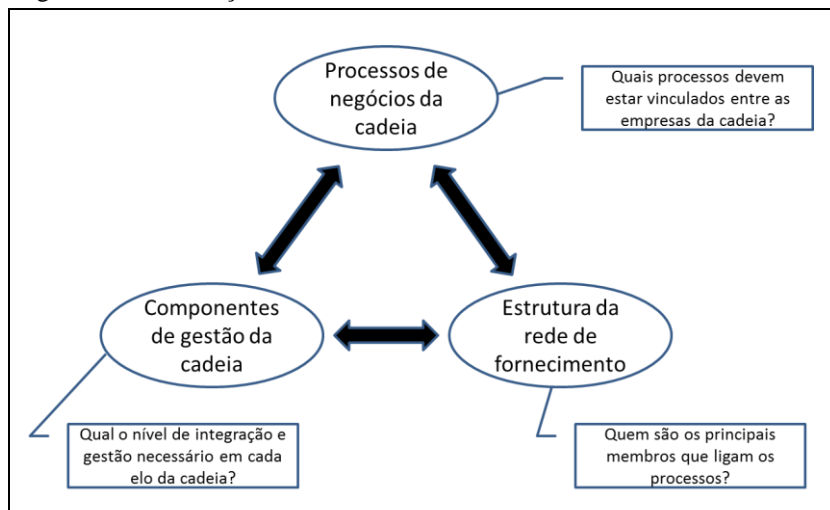 Processos de
negócios da
cadeia
Quais processos devem
estar vinculados entre as
empresas da cadeia?
Componentes
de gestão da
cadeia
Estrutura da
rede de
fornecimento
Qual o nível de integração e
gestão necessário em cada
elo da cadeia?
Quem são os principais
membros que ligam os
processos?